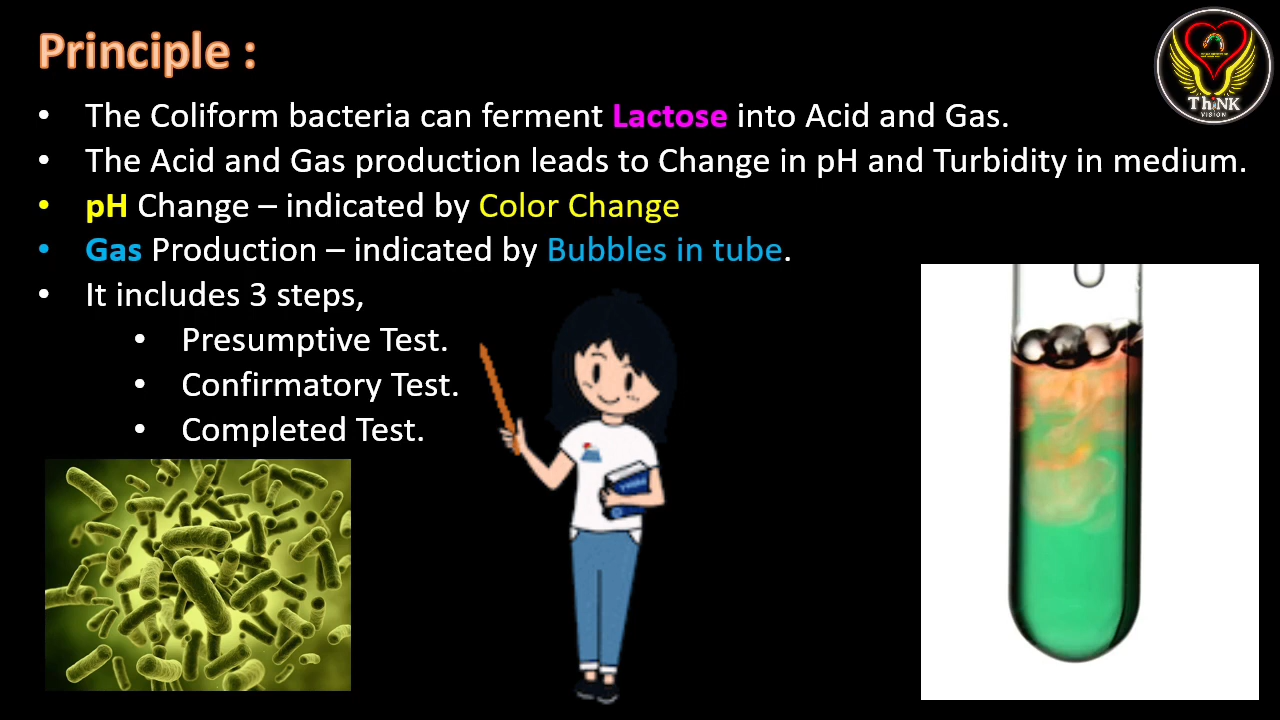 Principle :
• The Coliform bacteria can ferment Lactose into Acid and Gas.
• The Acid and Gas production leads to Change in pH and Turbidity in medium.
• pH Change – indicated by Color Change
• Gas Production – indicated by Bubbles in tube.
• It includes 3 steps,
• Presumptive Test.
• Confirmatory Test.
• Completed Test.
ThiNK
VISION